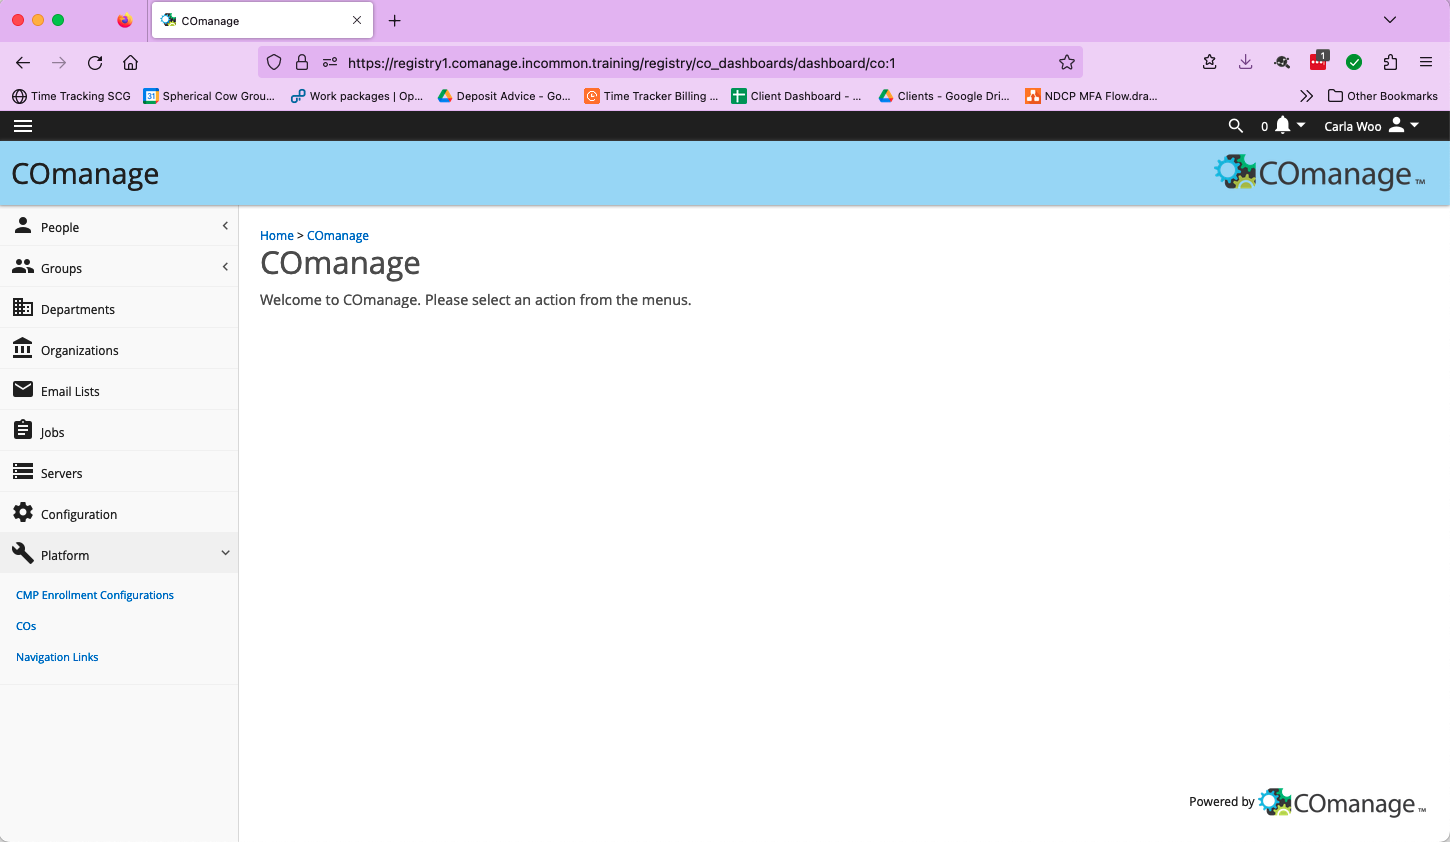 COmanage
https://registry1.comanage.incommon.training/registry/co_dashboards/dashboard/co:1
1
Time Tracking SCG
31 Spherical Cow Grou...
Work packages | Op...
Deposit Advice - Go...
Time Tracker Billing ...
Client Dashboard - ...
Clients - Google Dri...
NDCP MFA Flow.dra...
Other Bookmarks
0
Carla Woo
COmanage
COmanage™
People
Groups
Departments
Organizations
Email Lists
Jobs
Servers
Configuration
Platform
CMP Enrollment Configurations
COs
Navigation Links
Home > COmanage
COmanage
Welcome to COmanage. Please select an action from the menus.
Powered by COmanage™